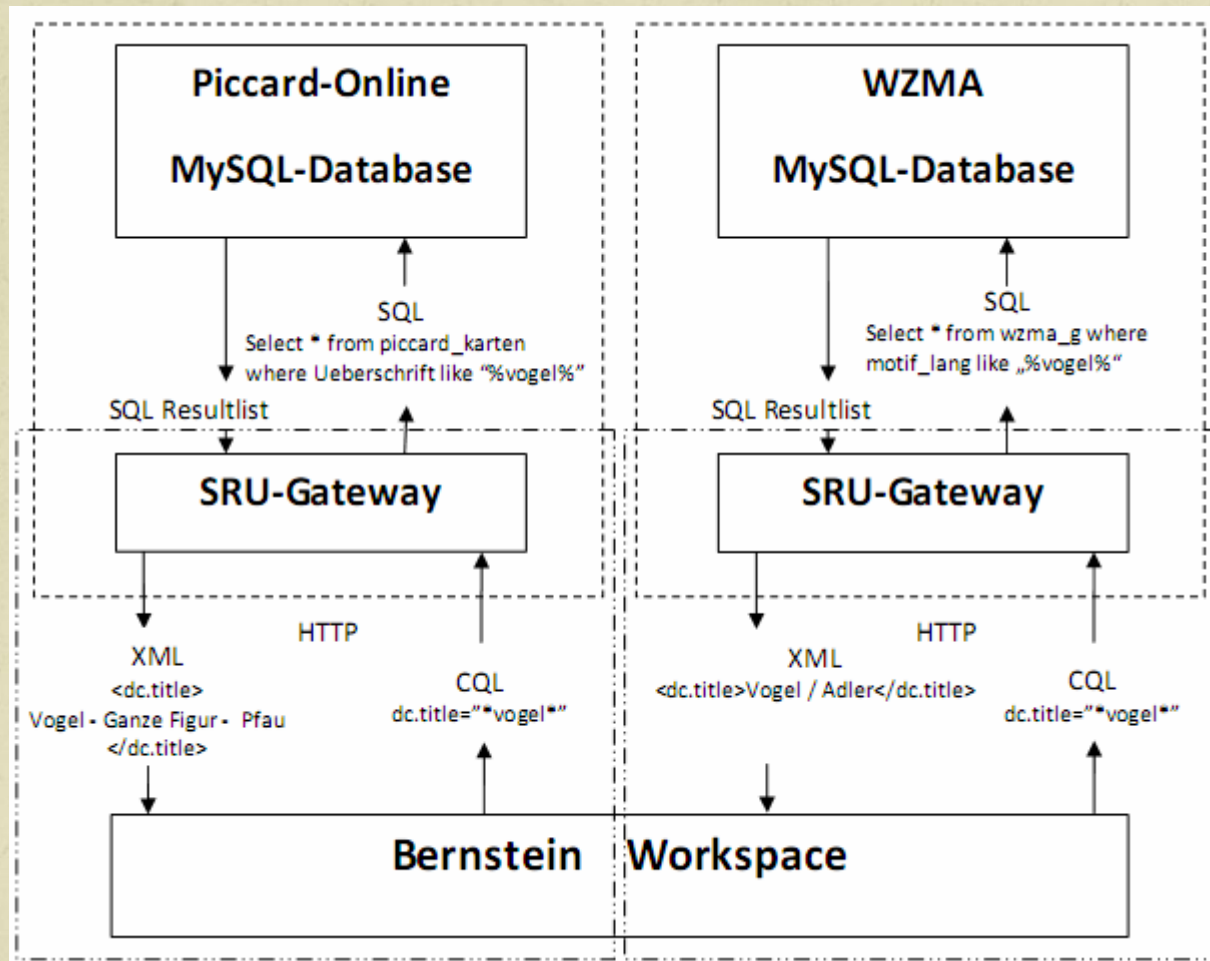 Piccard-Online
MySQL-Database
SQL
Select * from piccard_karten
where Ueberschrift like “%vogel%”
SQL Resultlist
SRU-Gateway
HTTP
XML
<dc.title>
Vogel - Ganze Figur - Pfau
</dc.title>
CQL
dc.title=”*vogel*”
WZMA
MySQL-Database
SQL
Select * from wzma_g where
motif_lang like „%vogel%“
SQL Resultlist
SRU-Gateway
HTTP
XML
<dc.title>Vogel / Adler</dc.title>
CQL
dc.title=”*vogel*”
Bernstein Workspace